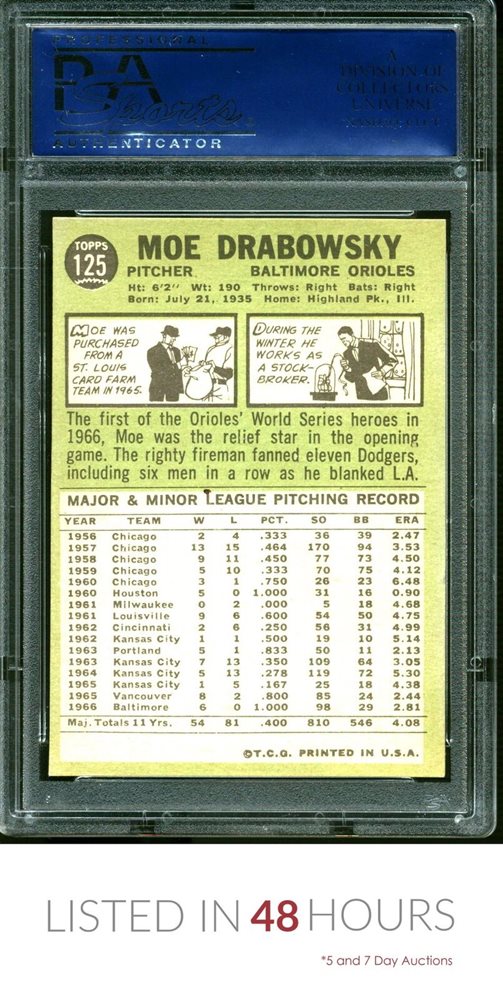 PROFESSIONAL
PSA
Sports
AUTHENTICATOR
A
DIVISION OF
COLLECTORS
UNIVERSE
NASDAQ: CLCT
TOPPS
125
MOE DRABOWSKY
PITCHER BALTIMORE ORIOLES
Ht: 6'2" Wt: 190 Throws: Right Bats: Right
Born: July 21, 1935 Home: Highland Pk., Ill.
MOE WAS
PURCHASED
FROM A
ST. LOUIS
CARD FARM
TEAM IN 1965.
DURING THE
WINTER HE
WORKS AS
A STOCK-
BROKER.
The first of the Orioles' World Series heroes in
1966, Moe was the relief star in the opening
game. The righty fireman fanned eleven Dodgers,
including six men in a row as he blanked L.A.
MAJOR & MINOR LEAGUE PITCHING RECORD
YEAR TEAM W L PCT. SO BB ERA
1956 Chicago 2 4 .333 36 39 2.47
1957 Chicago 13 15 .464 170 94 3.53
1958 Chicago 9 11 .450 77 73 4.50
1959 Chicago 5 10 .333 70 75 4.12
1960 Chicago 3 1 .750 26 23 6.48
1960 Houston 5 0 1.000 31 16 0.90
1961 Milwaukee 0 2 .000 5 18 4.68
1961 Louisville 9 6 .600 54 50 4.75
1962 Cincinnati 2 6 .250 56 31 4.99
1962 Kansas City 1 1 .500 19 10 5.14
1963 Portland 5 1 .833 50 11 2.13
1963 Kansas City 7 13 .350 109 64 3.05
1964 Kansas City 5 13 .278 119 72 5.30
1965 Kansas City 1 5 .167 25 18 4.38
1965 Vancouver 8 2 .800 85 24 2.44
1966 Baltimore 6 0 1.000 98 29 2.81
Maj. Totals 11 Yrs. 54 81 .400 810 546 4.08
©T.C.G. PRINTED IN U.S.A.
LISTED IN 48 HOURS
*5 and 7 Day Auctions